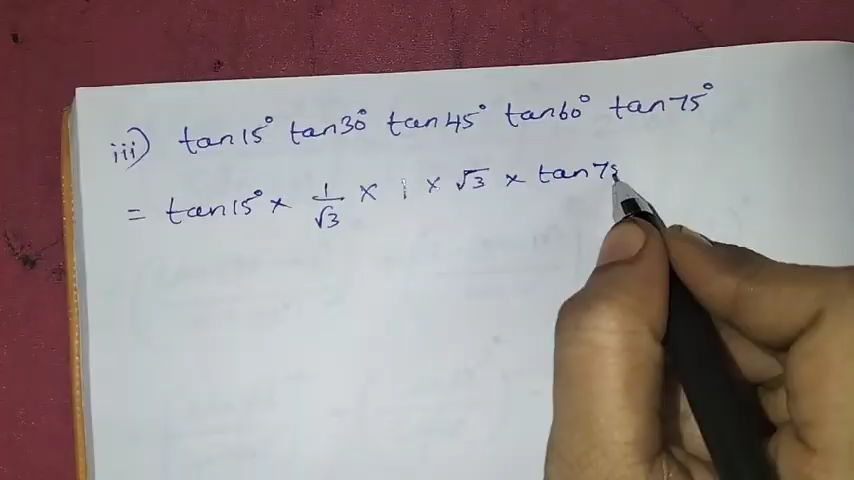 iii) tan15° tan30° tan45° tan60° tan75°
= tan15° × 1/√3 × 1 × √3 × tan75